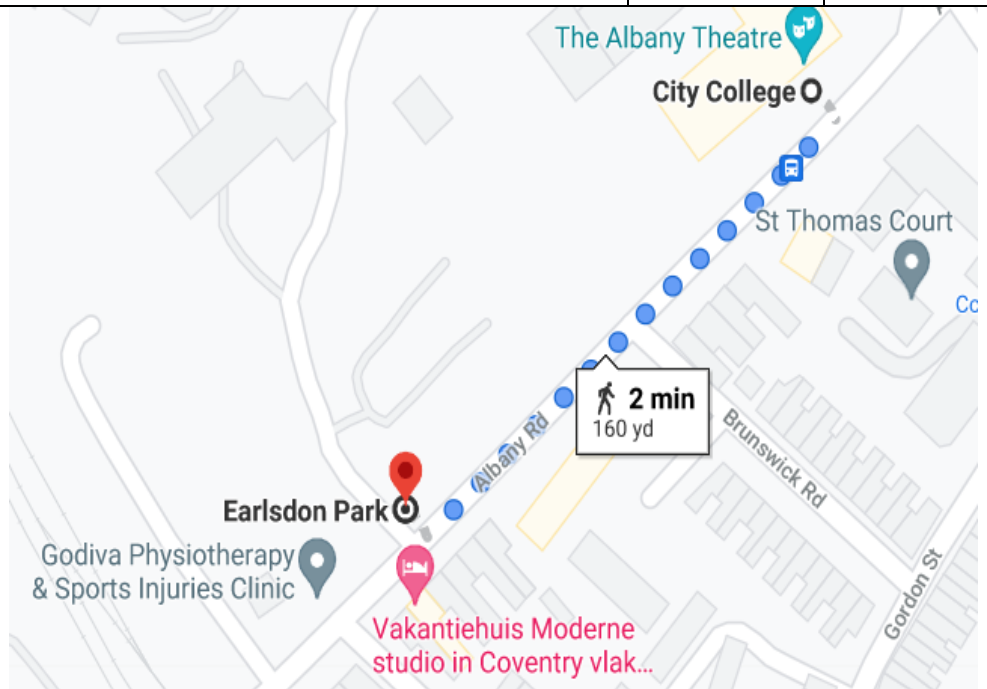 The Albany Theatre
City College
St Thomas Court
Co
2 min
160 yd
Albany Rd
Brunswick Rd
Earlsdon Park
Godiva Physiotherapy
& Sports Injuries Clinic
Gordon St
Vakantiehuis Moderne
studio in Coventry vlak...